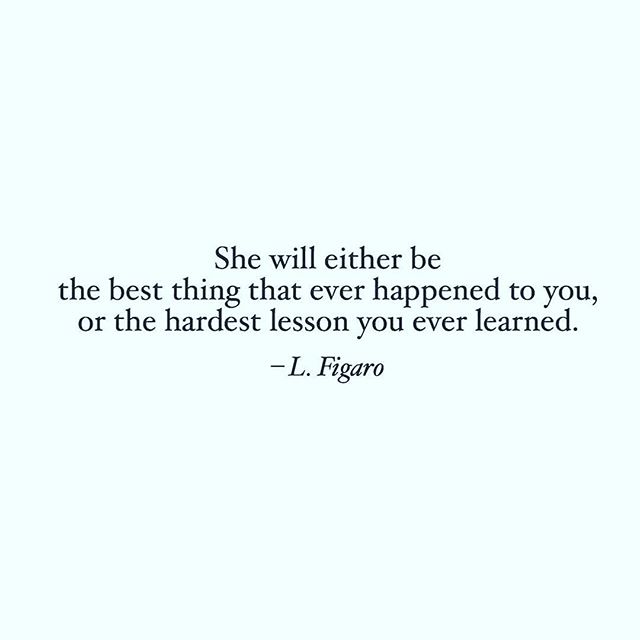 She will either be
the best thing that ever happened to you,
or the hardest lesson you ever learned.
–L. Figaro